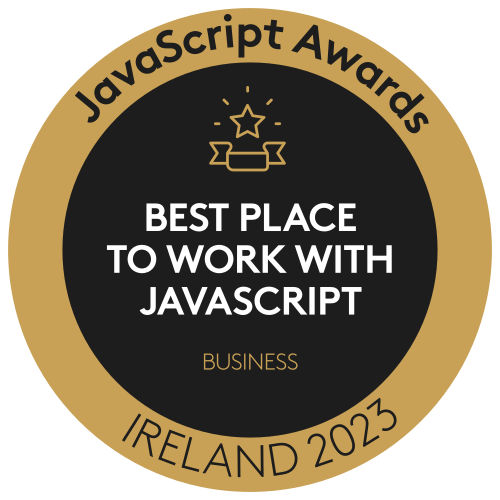 JavaScript Awards
BEST PLACE
TO WORK WITH
JAVASCRIPT
BUSINESS
IRELAND 2023